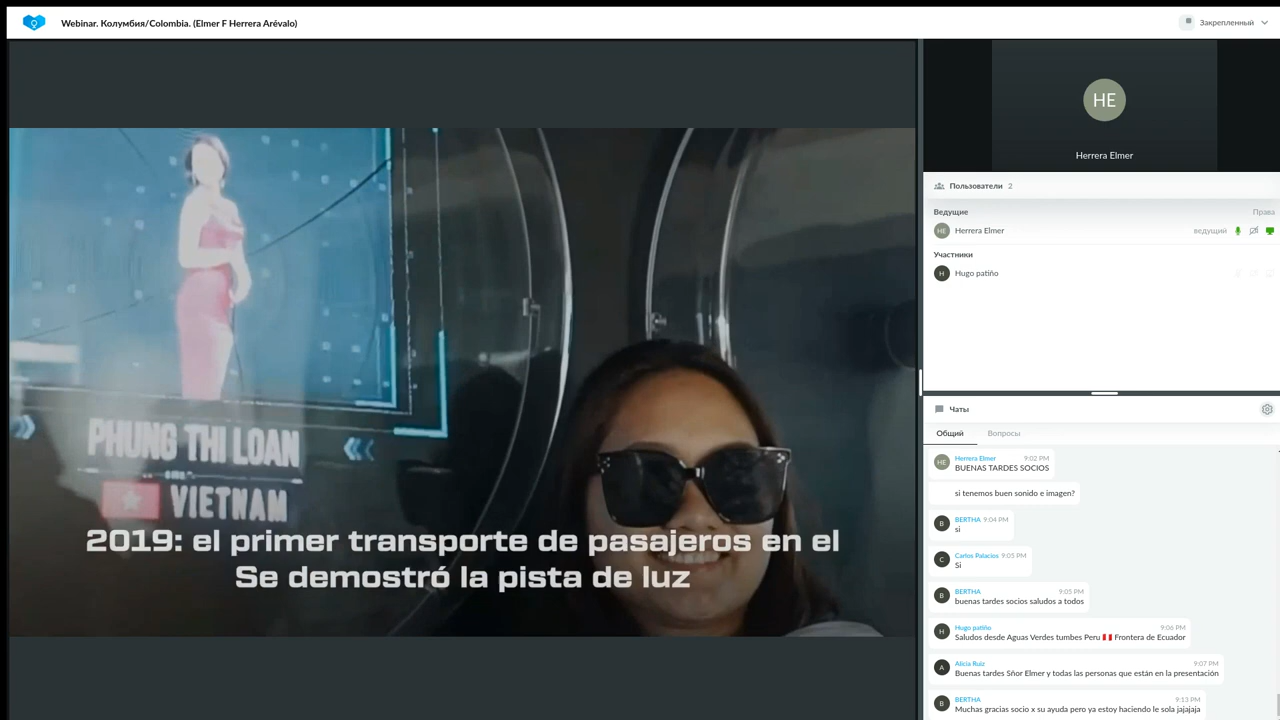 Webinar. Колумбия/Colombia. (Elmer F Herrera Arévalo)
Закрепленный
PHUNG THI LOAN
VIETNAM
2019: el primer transporte de pasajeros en el
Se demostró la pista de luz
HE
Herrera Elmer
Пользователи 2
Ведущие
Права
HE Herrera Elmer
ведущий
Участники
H Hugo patiño
Чаты
Общий
Вопросы
HE Herrera Elmer 9:02 PM
BUENAS TARDES SOCIOS
si tenemos buen sonido e imagen?
B BERTHA 9:04 PM
si
C Carlos Palacios 9:05 PM
Si
B BERTHA 9:05 PM
buenas tardes socios saludos a todos
H Hugo patiño 9:06 PM
Saludos desde Aguas Verdes tumbes Peru 🇵🇪 Frontera de Ecuador
A Alicia Ruiz 9:07 PM
Buenas tardes Sñor Elmer y todas las personas que están en la presentación
B BERTHA 9:13 PM
Muchas gracias socio x su ayuda pero ya estoy haciendo le sola jajajaja